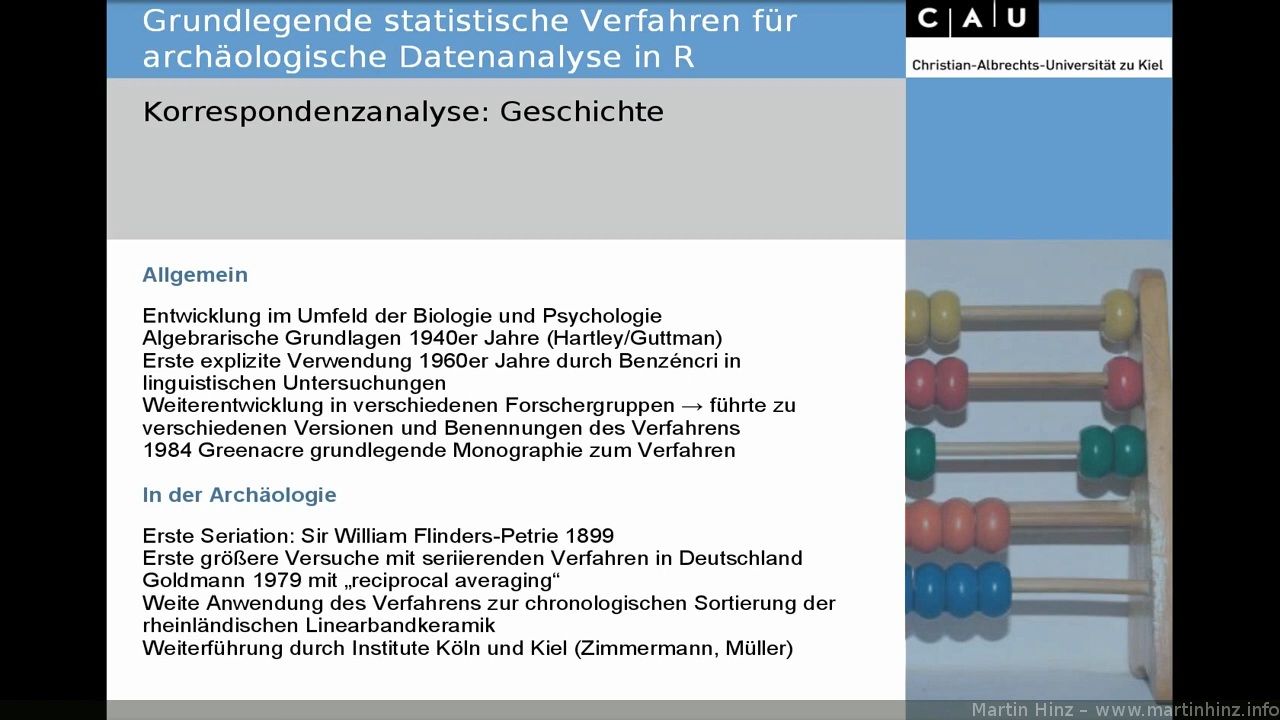 Grundlegende statistische Verfahren für
archäologische Datenanalyse in R
C|A|U
Christian-Albrechts-Universität zu Kiel
Korrespondenzanalyse: Geschichte
Allgemein
Entwicklung im Umfeld der Biologie und Psychologie
Algebrarische Grundlagen 1940er Jahre (Hartley/Guttman)
Erste explizite Verwendung 1960er Jahre durch Benzéncri in
linguistischen Untersuchungen
Weiterentwicklung in verschiedenen Forschergruppen → führte zu
verschiedenen Versionen und Benennungen des Verfahrens
1984 Greenacre grundlegende Monographie zum Verfahren
In der Archäologie
Erste Seriation: Sir William Flinders-Petrie 1899
Erste größere Versuche mit seriierenden Verfahren in Deutschland
Goldmann 1979 mit „reciprocal averaging“
Weite Anwendung des Verfahrens zur chronologischen Sortierung der
rheinländischen Linearbandkeramik
Weiterführung durch Institute Köln und Kiel (Zimmermann, Müller)
Martin Hinz – www.martinhinz.info